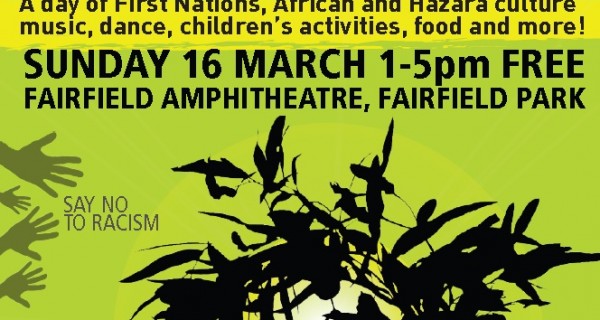 A day of First Nations, African and Hazara culture
music, dance, children's activities, food and more!
SUNDAY 16 MARCH 1-5pm FREE
FAIRFIELD AMPHITHEATRE, FAIRFIELD PARK
SAY NO
TO RACISM